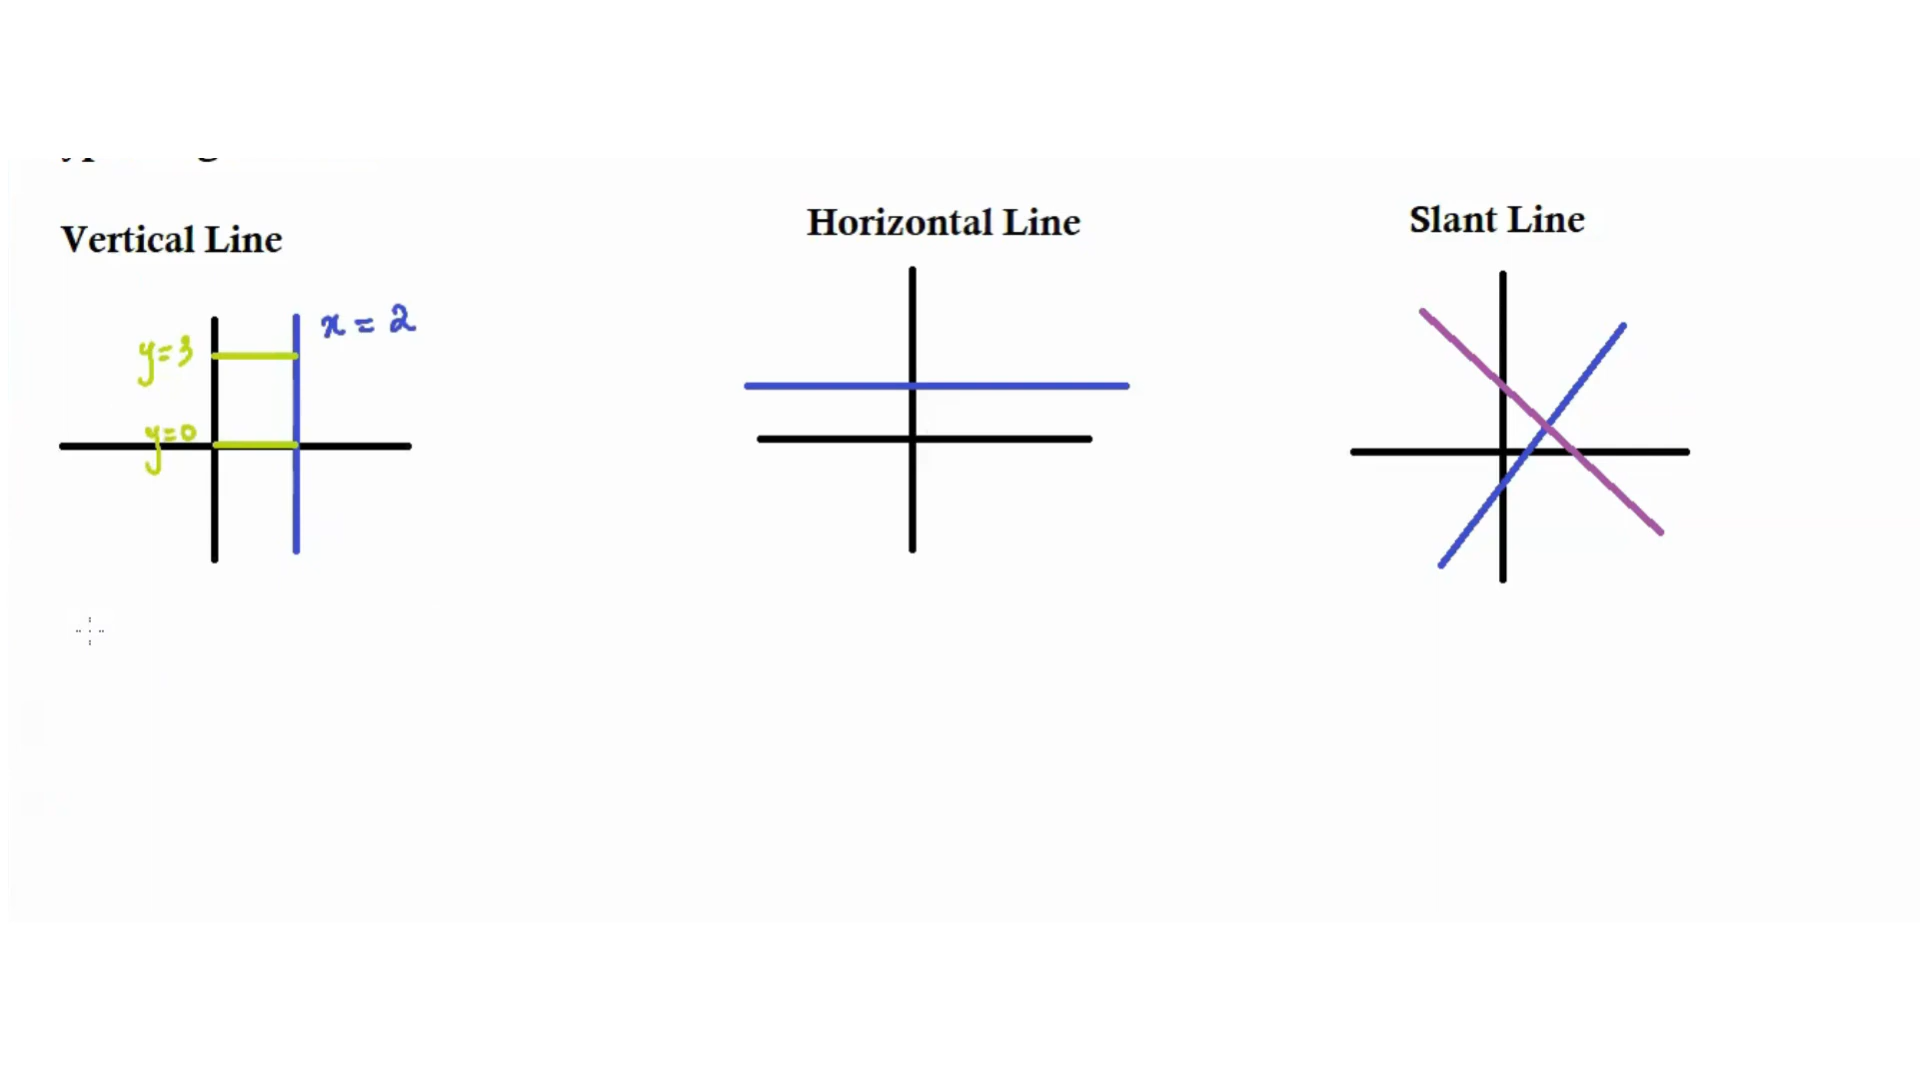 Vertical Line
x = 2
y=3
y=0
Horizontal Line
Slant Line